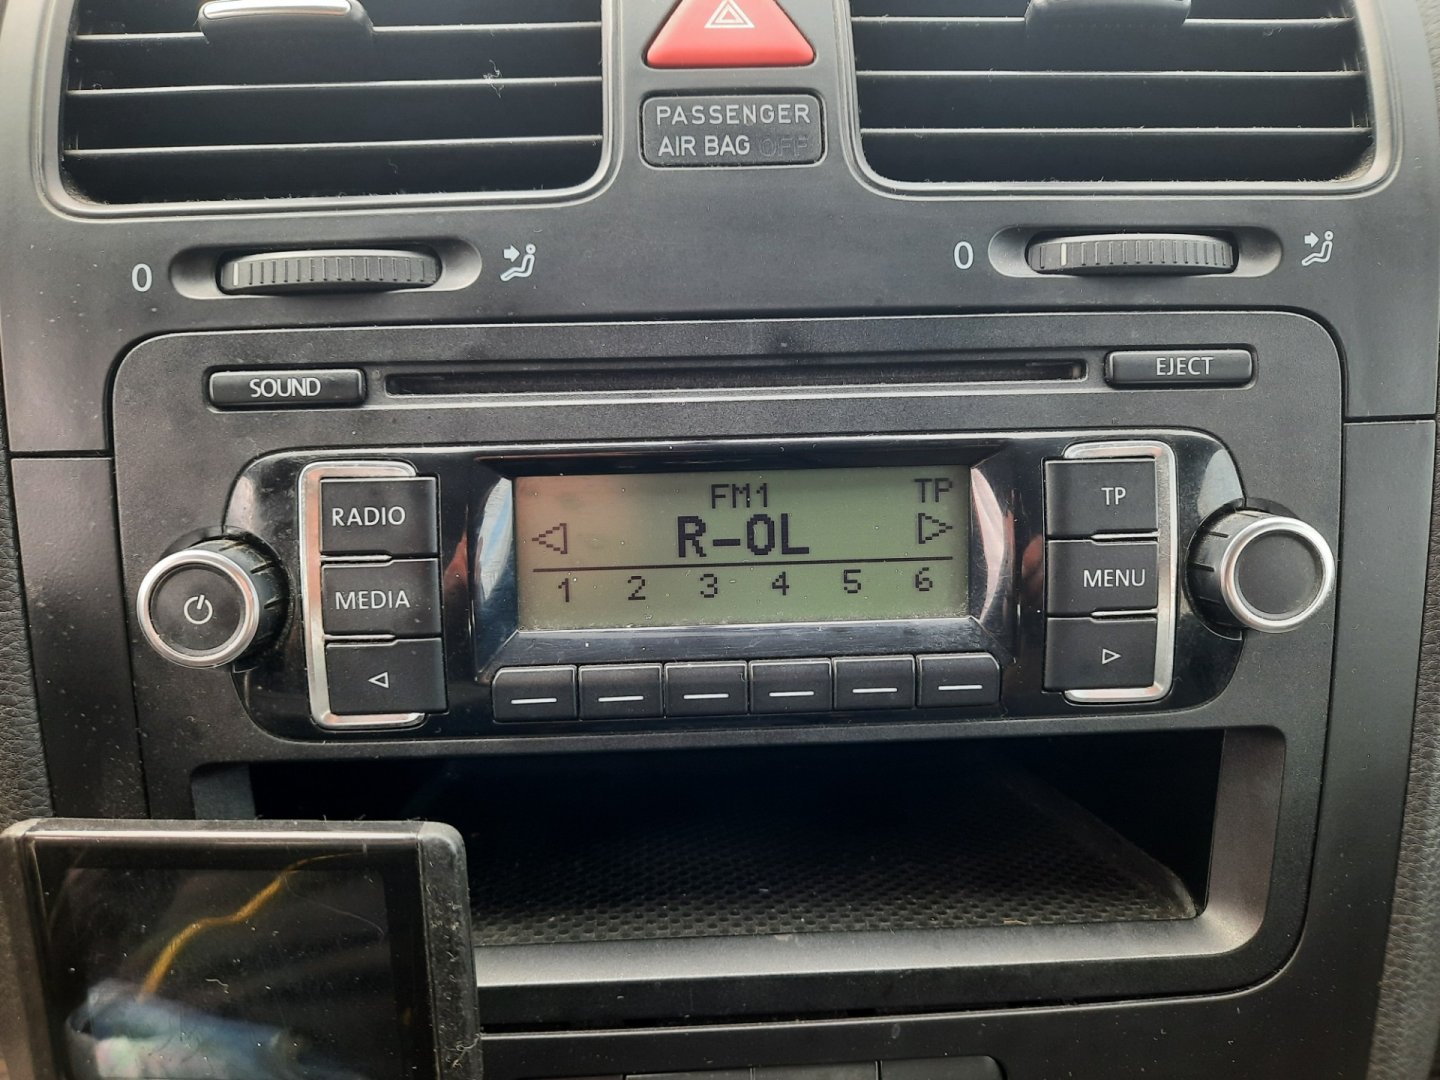 PASSENGER
AIR BAG OFF
0
0
SOUND
EJECT
RADIO
MEDIA
FM1
TP
R-OL
1 2 3 4 5 6
TP
MENU